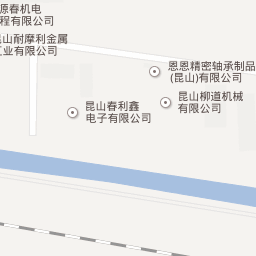 源春机电
程有限公司
昆山耐摩利金属
工业有限公司
恩恩精密轴承制品
(昆山)有限公司
昆山柳道机械
有限公司
昆山春利鑫
电子有限公司